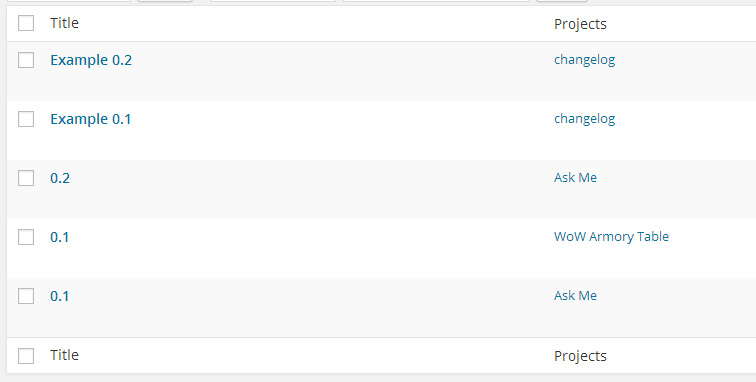 Title Projects
Example 0.2 changelog
Example 0.1 changelog
0.2 Ask Me
0.1 WoW Armory Table
0.1 Ask Me
Title Projects